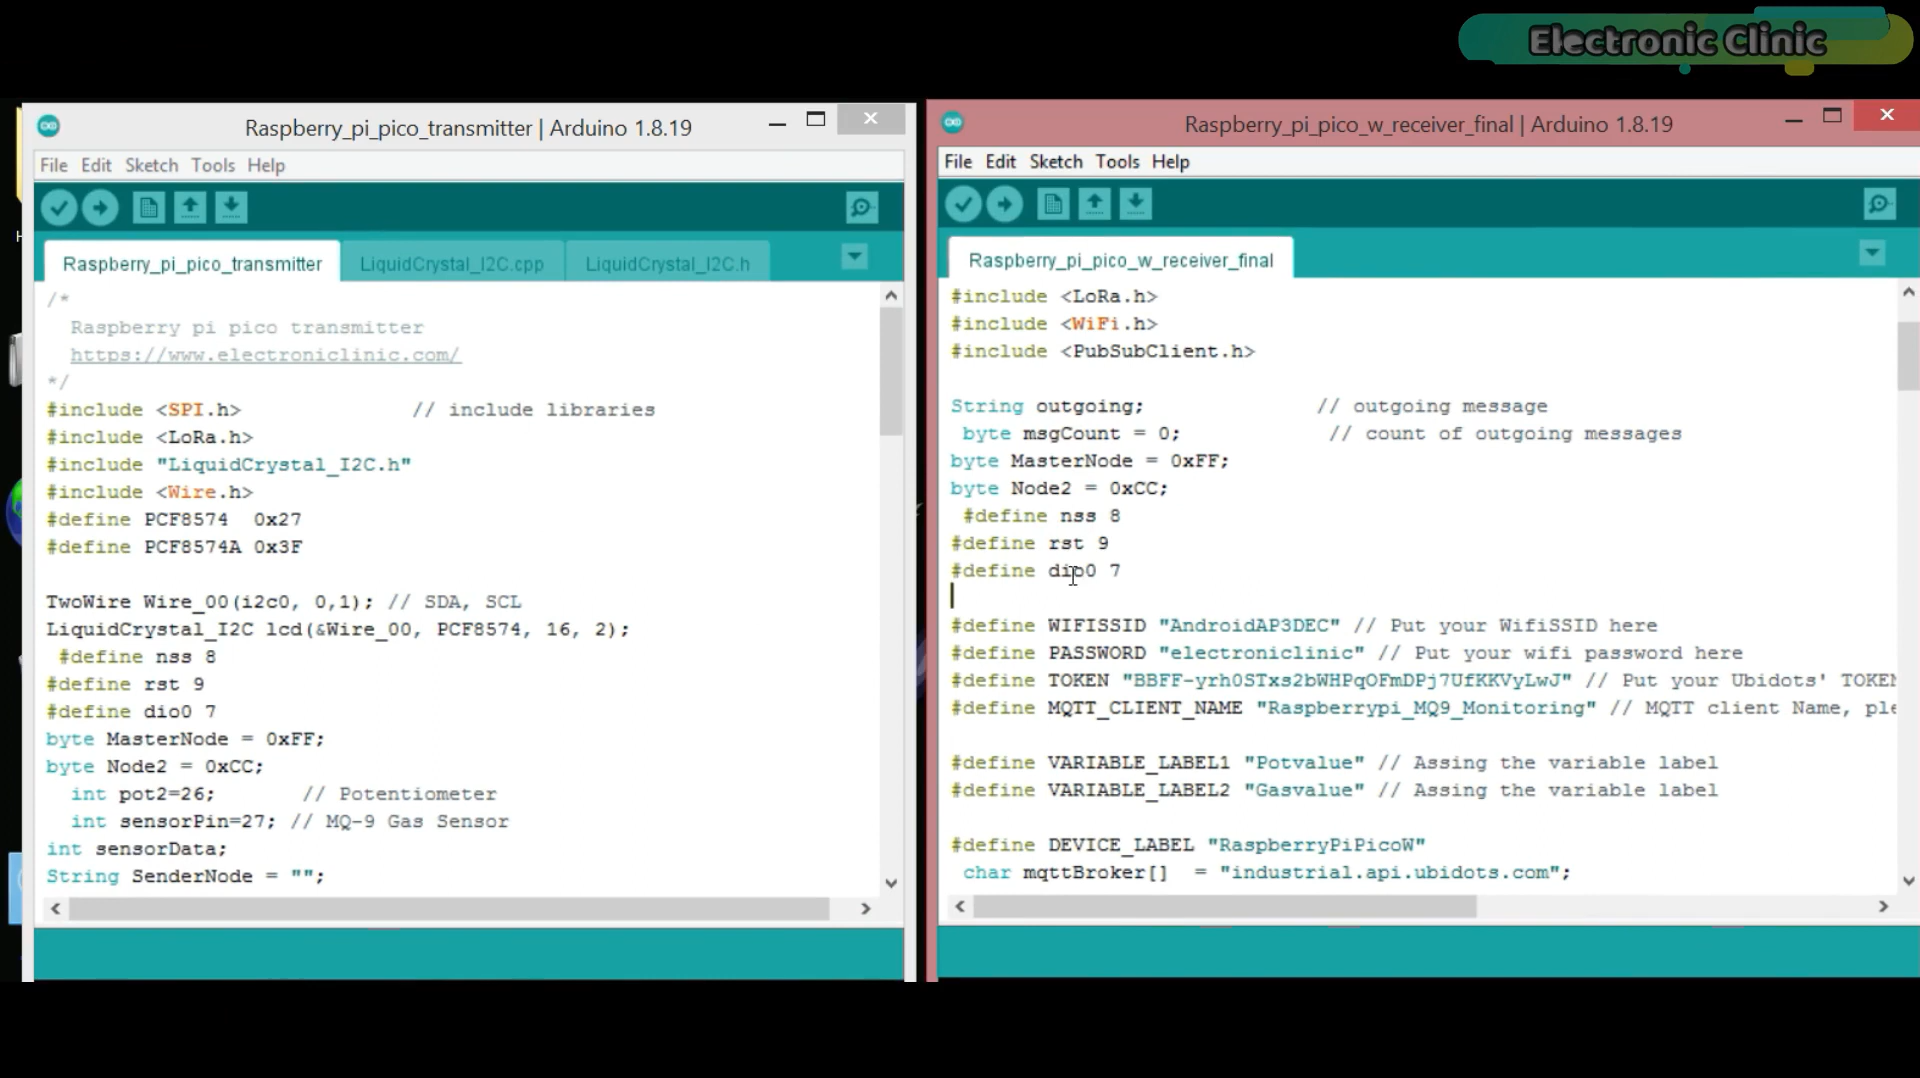 Electronic Clinic
Raspberry_pi_pico_transmitter | Arduino 1.8.19
File Edit Sketch Tools Help
Raspberry_pi_pico_transmitter LiquidCrystal_I2C.cpp LiquidCrystal_I2C.h
/*
Raspberry pi pico transmitter
https://www.electroniclinic.com/
*/
#include <SPI.h> // include libraries
#include <LoRa.h>
#include "LiquidCrystal_I2C.h"
#include <Wire.h>
#define PCF8574 0x27
#define PCF8574A 0x3F
TwoWire Wire_00(i2c0, 0,1); // SDA, SCL
LiquidCrystal_I2C lcd(&Wire_00, PCF8574, 16, 2);
#define nss 8
#define rst 9
#define dio0 7
byte MasterNode = 0xFF;
byte Node2 = 0xCC;
int pot2=26; // Potentiometer
int sensorPin=27; // MQ-9 Gas Sensor
int sensorData;
String SenderNode = "";
Raspberry_pi_pico_w_receiver_final | Arduino 1.8.19
File Edit Sketch Tools Help
Raspberry_pi_pico_w_receiver_final
#include <LoRa.h>
#include <WiFi.h>
#include <PubSubClient.h>
String outgoing; // outgoing message
byte msgCount = 0; // count of outgoing messages
byte MasterNode = 0xFF;
byte Node2 = 0xCC;
#define nss 8
#define rst 9
#define dio0 7
#define WIFISSID "AndroidAP3DEC" // Put your WifiSSID here
#define PASSWORD "electroniclinic" // Put your wifi password here
#define TOKEN "BBFF-yrh0STxs2bWHPqOFmDPj7UfKKVyLwJ" // Put your Ubidots' TOKEN
#define MQTT_CLIENT_NAME "Raspberrypi_MQ9_Monitoring" // MQTT client Name, ple
#define VARIABLE_LABEL1 "Potvalue" // Assing the variable label
#define VARIABLE_LABEL2 "Gasvalue" // Assing the variable label
#define DEVICE_LABEL "RaspberryPiPicoW"
char mqttBroker[] = "industrial.api.ubidots.com";